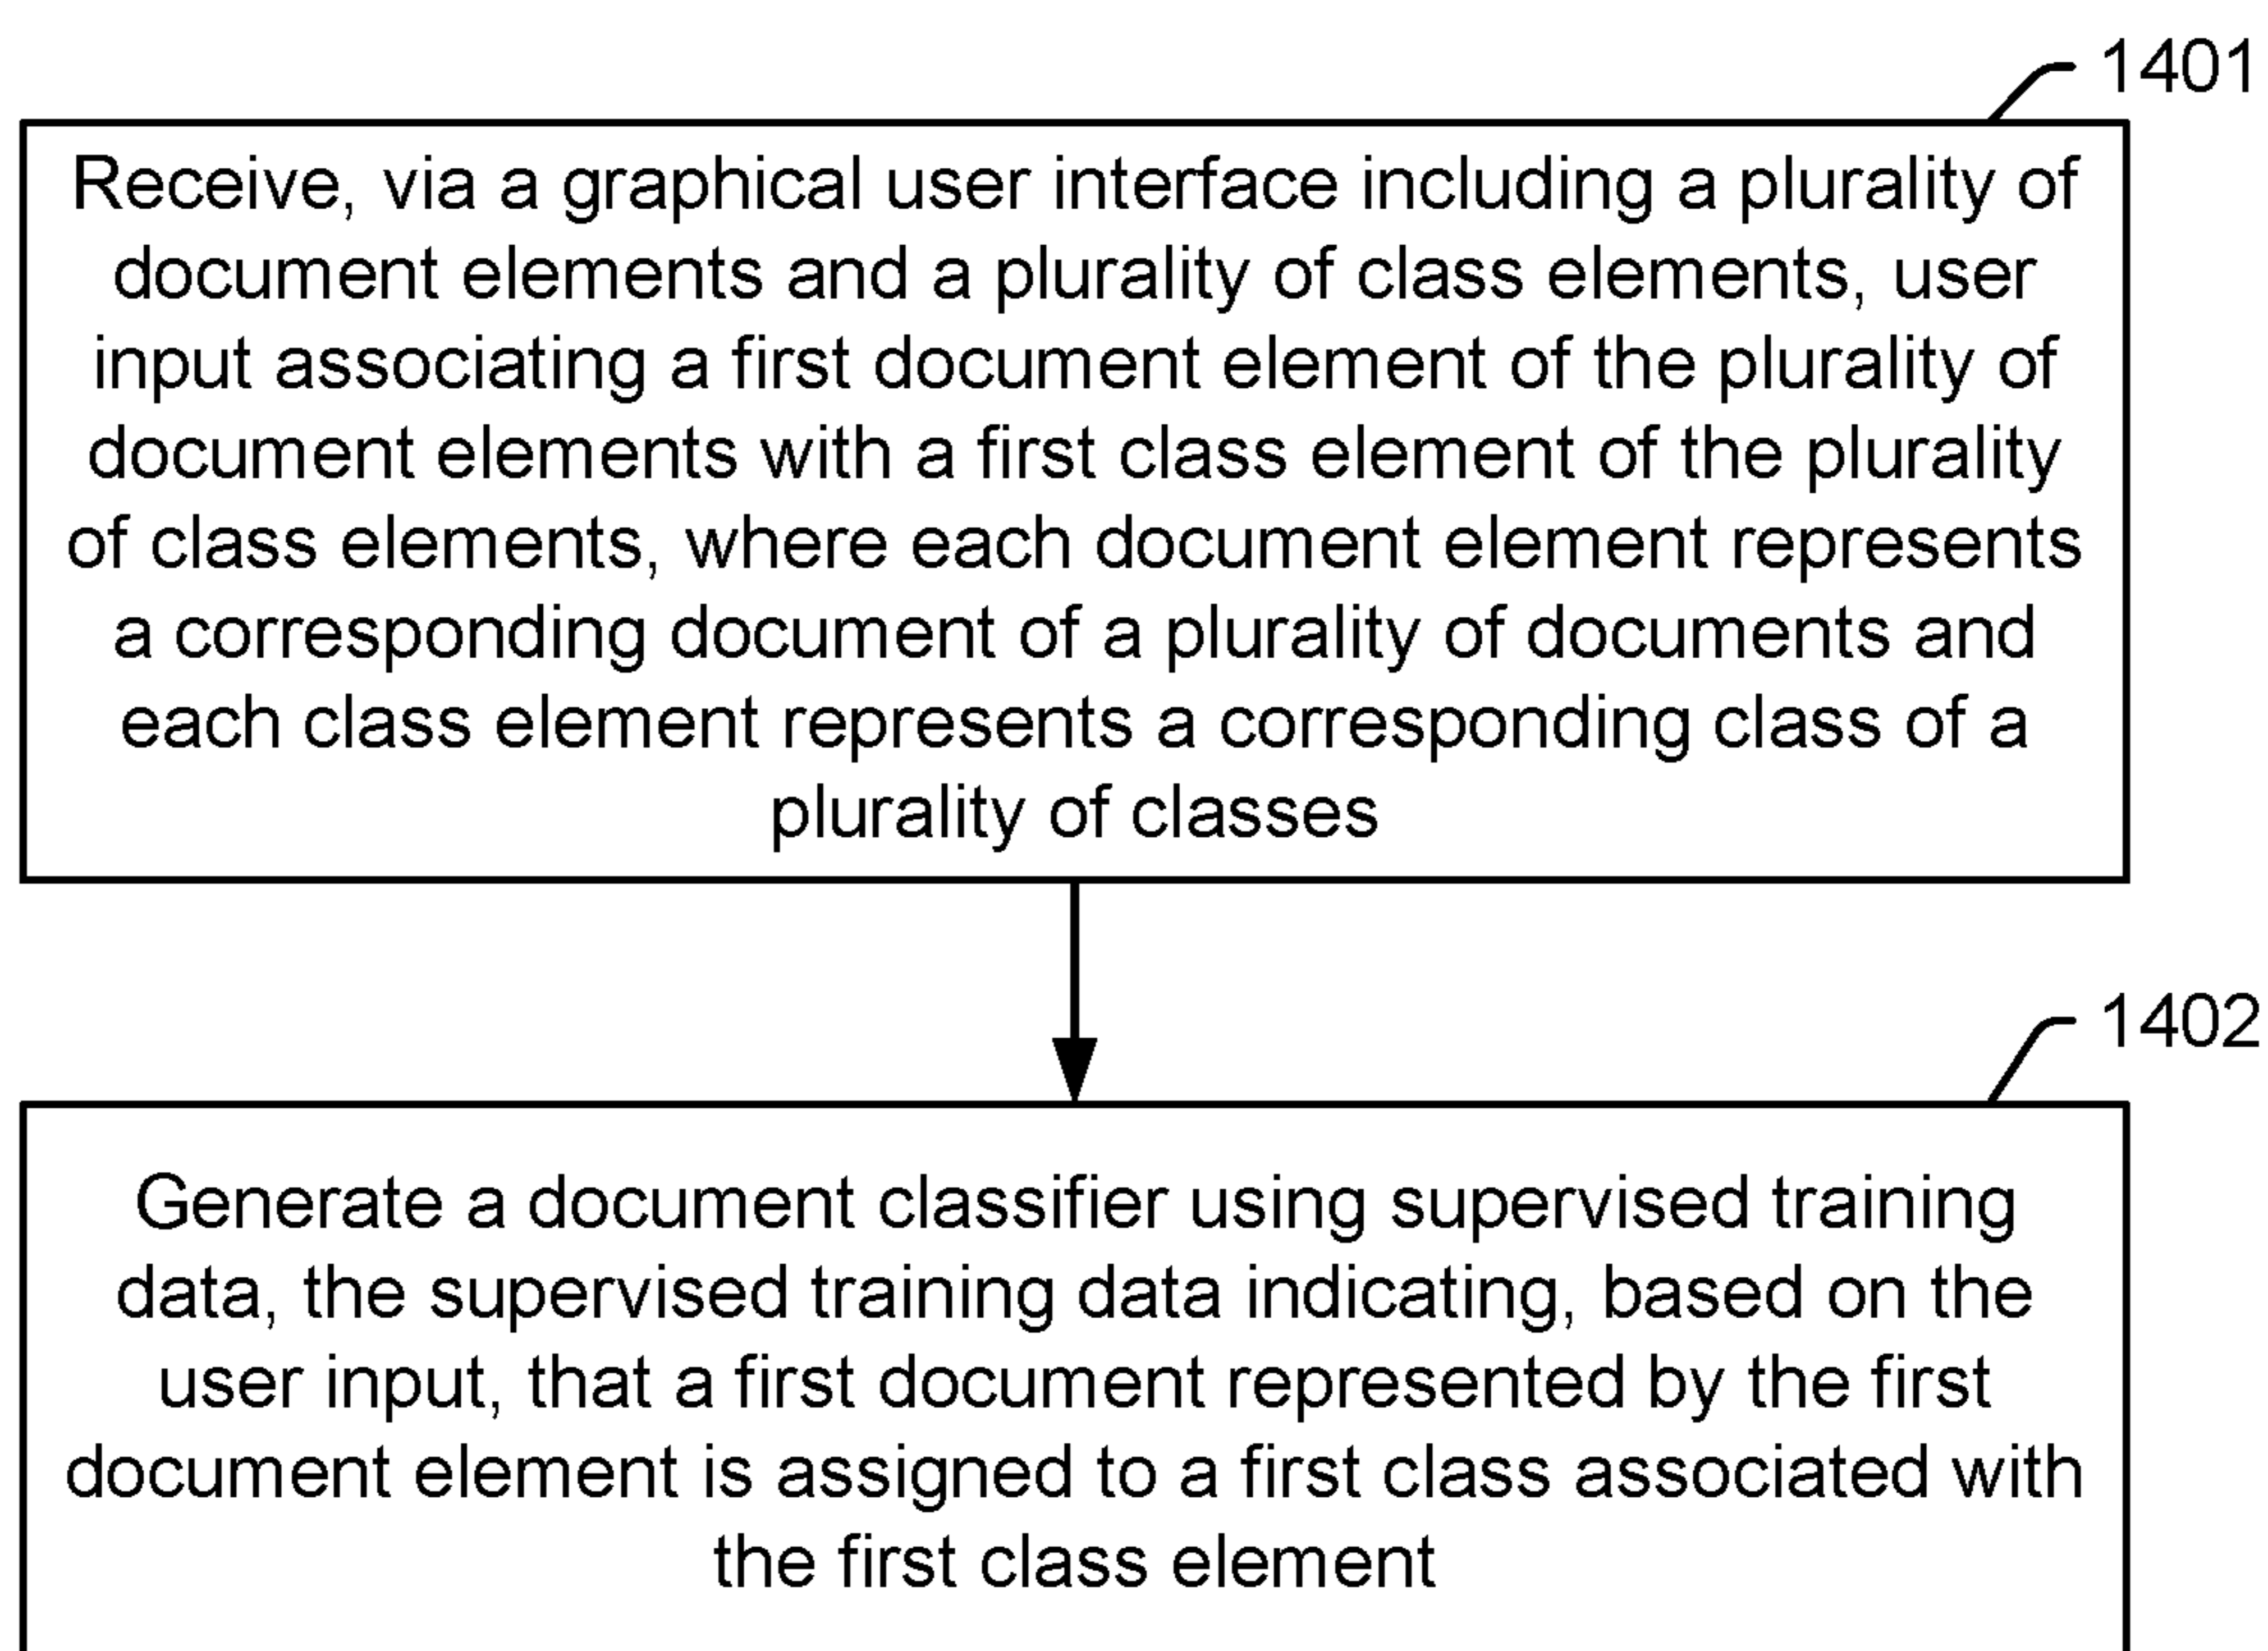 1401
Receive, via a graphical user interface including a plurality of
document elements and a plurality of class elements, user
input associating a first document element of the plurality of
document elements with a first class element of the plurality
of class elements, where each document element represents
a corresponding document of a plurality of documents and
each class element represents a corresponding class of a
plurality of classes
1402
Generate a document classifier using supervised training
data, the supervised training data indicating, based on the
user input, that a first document represented by the first
document element is assigned to a first class associated with
the first class element